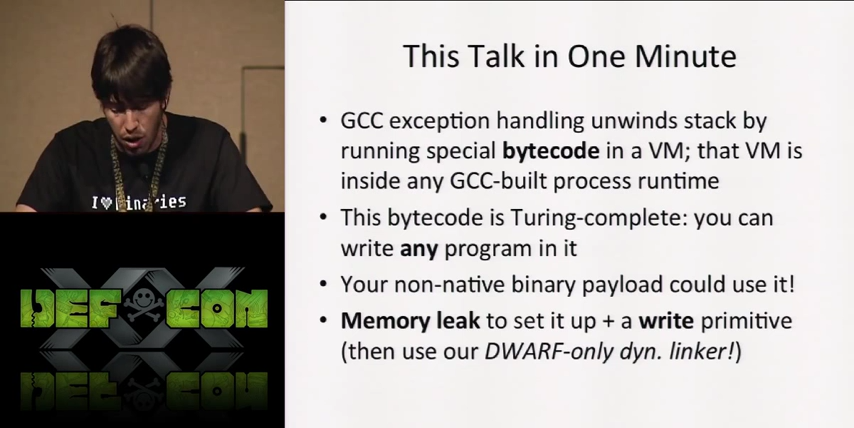 This Talk in One Minute
• GCC exception handling unwinds stack by
running special bytecode in a VM; that VM is
inside any GCC-built process runtime
• This bytecode is Turing-complete: you can
write any program in it
• Your non-native binary payload could use it!
• Memory leak to set it up + a write primitive
(then use our DWARF-only dyn. linker!)
I ♥ binaries
XX
DEF CON